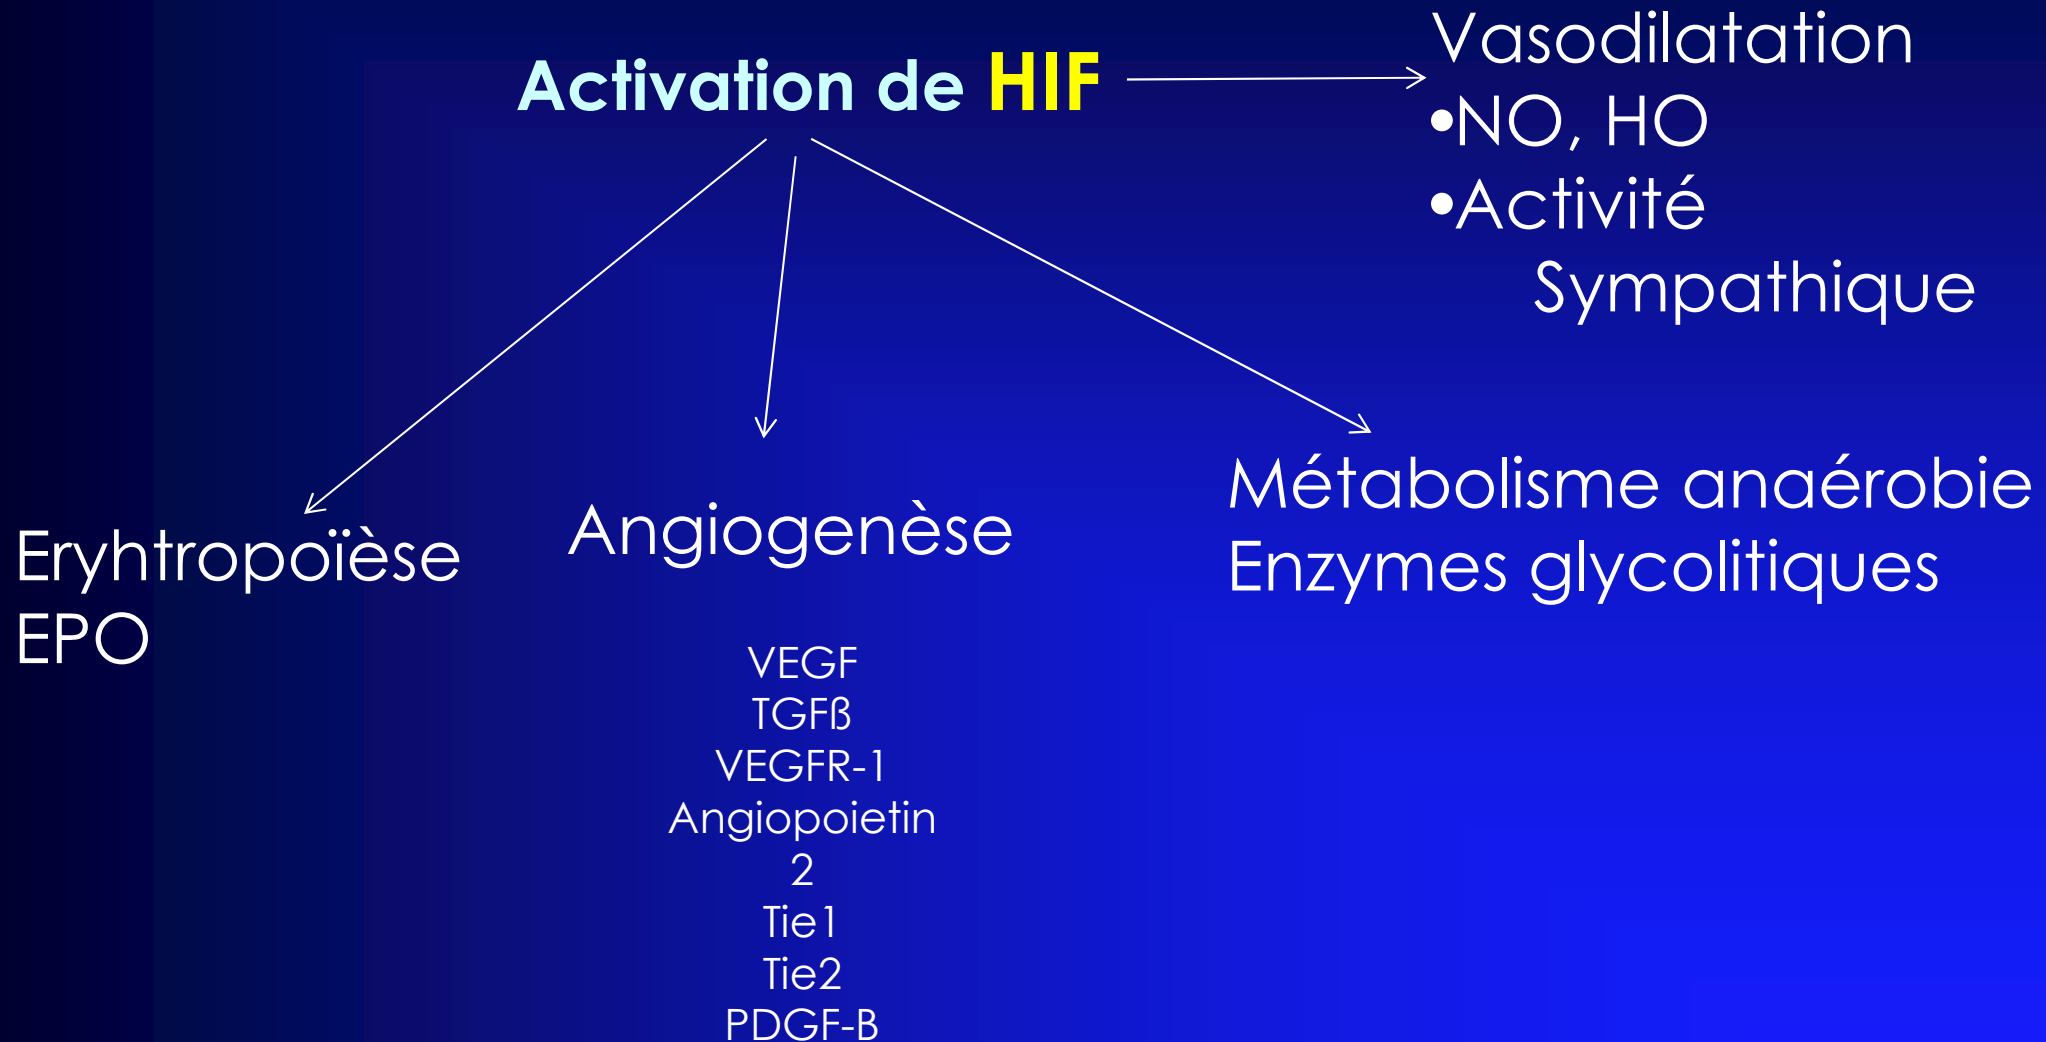 Activation de HIF
Vasodilatation
•NO, HO
•Activité
Sympathique
Eryhtropoïèse
EPO
Angiogenèse
VEGF
TGFß
VEGFR-1
Angiopoietin
2
Tie1
Tie2
PDGF-B
Métabolisme anaérobie
Enzymes glycolitiques